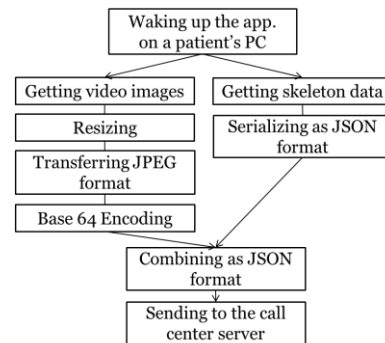 Waking up the app.
on a patient's PC
Getting video images
Getting skeleton data
Resizing
Serializing as JSON
format
Transferring JPEG
format
Base 64 Encoding
Combining as JSON
format
Sending to the call
center server